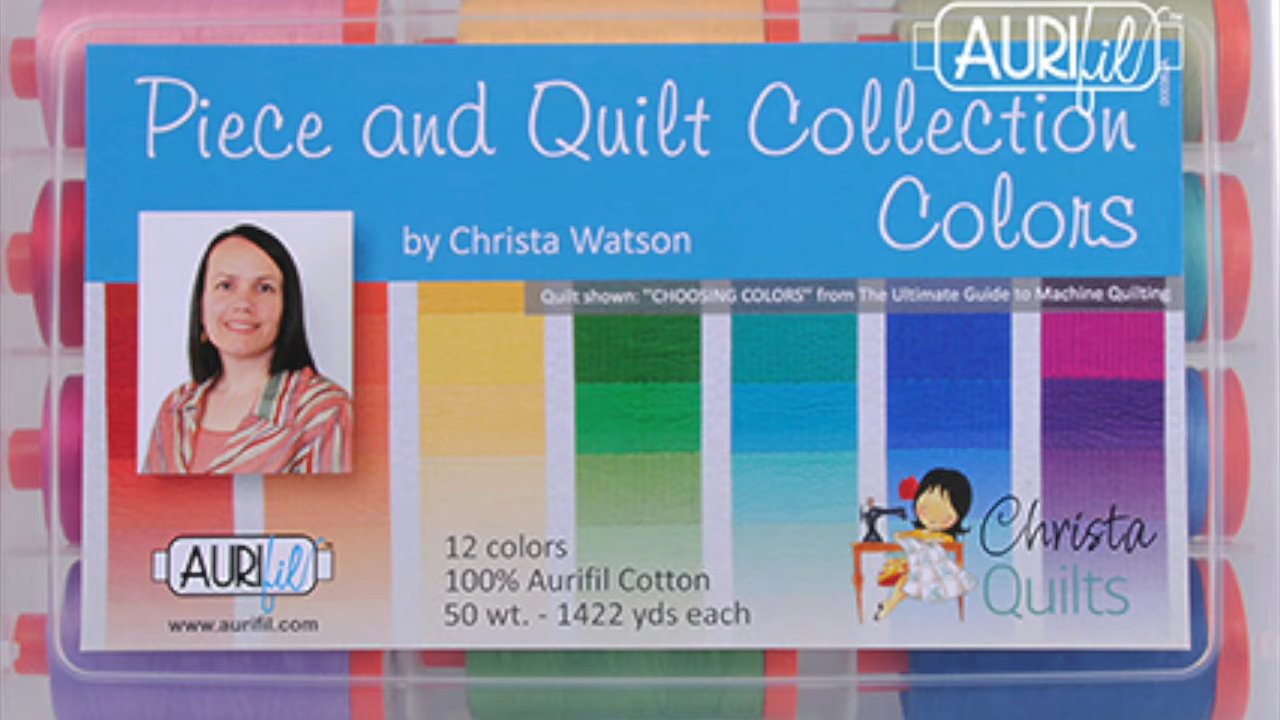 AURIfil
Piece and Quilt Collection
Colors
by Christa Watson
Quilt shown: "CHOOSING COLORS" from The Ultimate Guide to Machine Quilting
12 colors
100% Aurifil Cotton
50 wt. - 1422 yds each
AURIfil
www.aurifil.com
Christa
Quilts